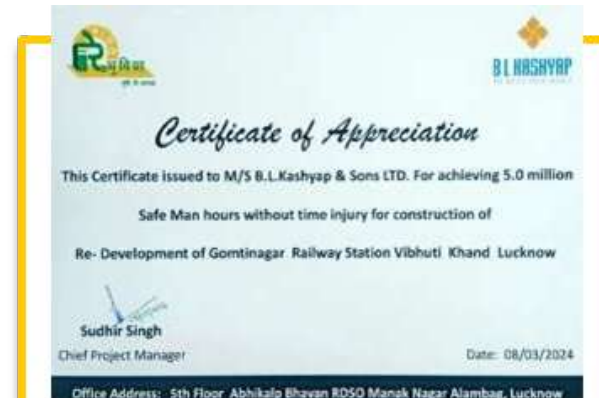 B L KASHYAP
Certificate of Appreciation
This Certificate issued to M/S B.L.Kashyap & Sons LTD. For achieving 5.0 million
Safe Man hours without time injury for construction of
Re- Development of Gomtinagar Railway Station Vibhuti Khand Lucknow
Sudhir Singh
Chief Project Manager
Date: 08/03/2024
Office Address: 5th Floor Abhikalp Bhavan RDSO Manak Nagar Alambag, Lucknow